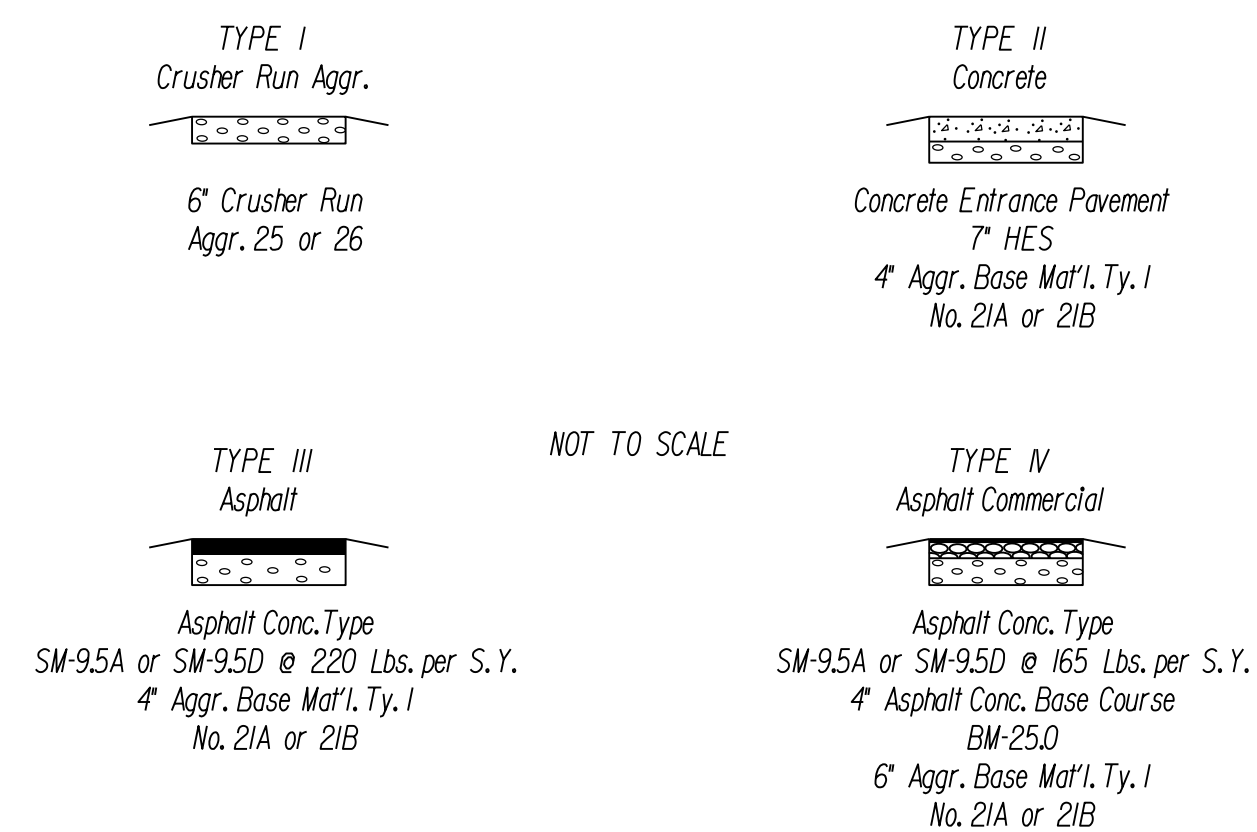 TYPE I
Crusher Run Aggr.
6" Crusher Run
Aggr. 25 or 26
TYPE II
Concrete
Concrete Entrance Pavement
7" HES
4" Aggr. Base Mat'l. Ty. I
No. 21A or 21B
NOT TO SCALE
TYPE III
Asphalt
Asphalt Conc. Type
SM-9.5A or SM-9.5D @ 220 Lbs. per S.Y.
4" Aggr. Base Mat'l. Ty. I
No. 21A or 21B
TYPE IV
Asphalt Commercial
Asphalt Conc. Type
SM-9.5A or SM-9.5D @ 165 Lbs. per S.Y.
4" Asphalt Conc. Base Course
BM-25.0
6" Aggr. Base Mat'l. Ty. I
No. 21A or 21B